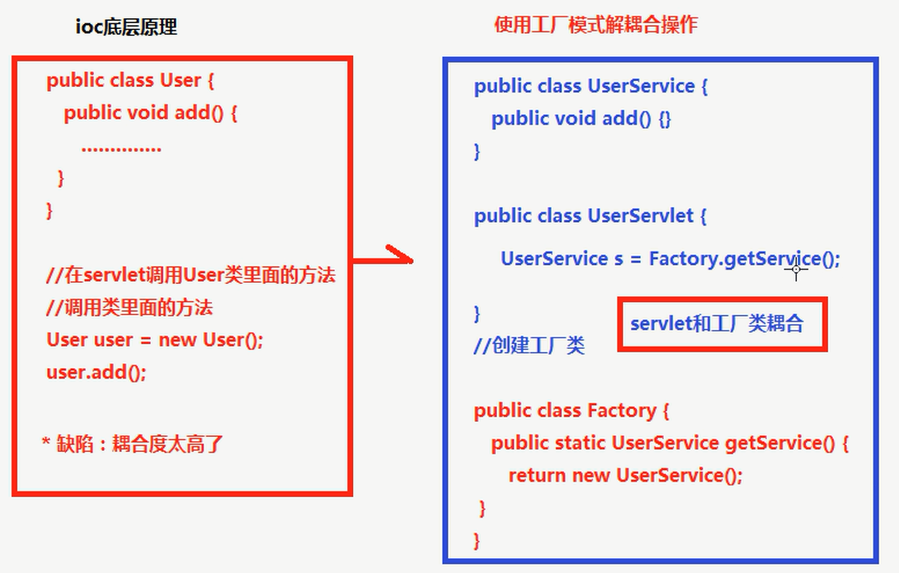 ioc底层原理
public class User {
public void add() {
..............
}
}
//在servlet调用User类里面的方法
//调用类里面的方法
User user = new User();
user.add();
* 缺陷：耦合度太高了
使用工厂模式解耦合操作
public class UserService {
public void add() {}
}
public class UserServlet {
UserService s = Factory.getService();
}
servlet和工厂类耦合
//创建工厂类
public class Factory {
public static UserService getService() {
return new UserService();
}
}